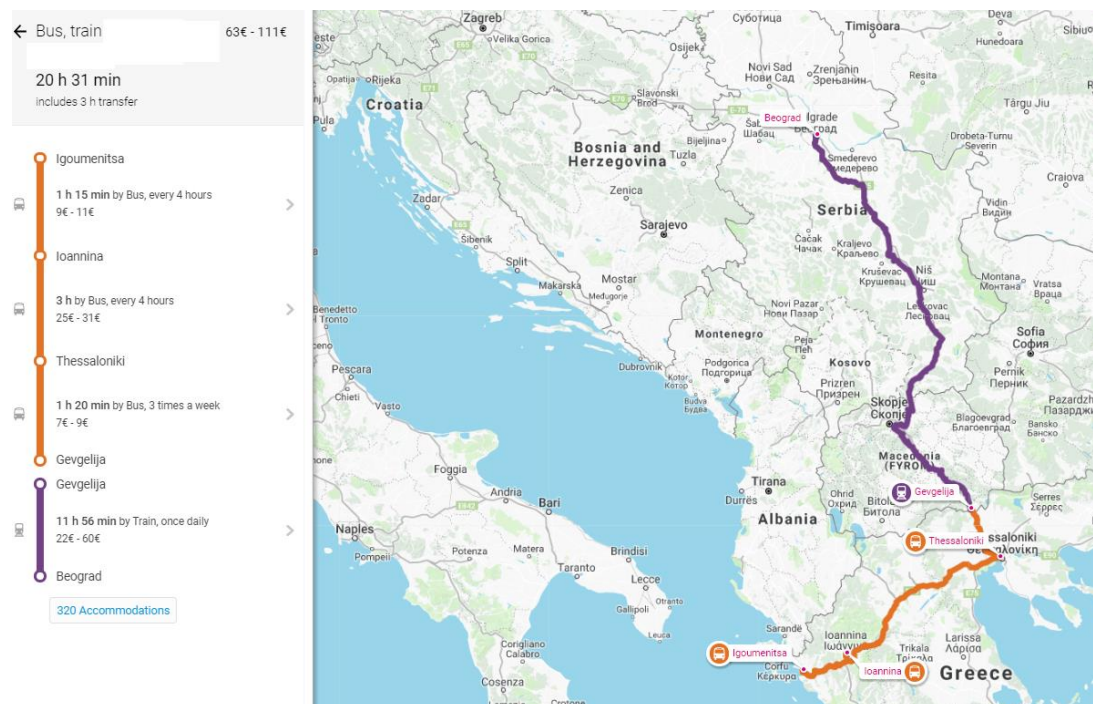 Bus, train
63€ - 111€
20 h 31 min
includes 3 h transfer
Igoumenitsa
1 h 15 min by Bus, every 4 hours
9€ - 11€
Ioannina
3 h by Bus, every 4 hours
25€ - 31€
Thessaloniki
1 h 20 min by Bus, 3 times a week
7€ - 9€
Gevgelija
Gevgelija
11 h 56 min by Train, once daily
22€ - 60€
Beograd
320 Accommodations
Zagreb
Velika Gorica
Суботица
Timișoara
Deva
Hunedoara
Sibiu
Osijek
Opatija
Rijeka
Novi Sad
Нови Сад
Zrenjanin
Зрењанин
Resita
Slavonski
Brod
Târgu Jiu
Croatia
Pula
Beograd
Šabac
Шабац
Bijeljina
Bosnia and
Herzegovina
Tuzla
Smederevo
Drobeta-Turnu
Severin
Craiova
Zenica
Zadar
Vidin
Видин
Serbia
Sarajevo
Šibenik
Čačak
Чачак
Kraljevo
Краљево
Split
Kruševac
Крушевац
Niš
Ниш
Makarska
Mostar
Međugorje
Montana
Монтана
Vratsa
Враца
Novi Pazar
Нови Пазар
Leskovac
Лесковац
Benedetto
Tronto
Montenegro
Sofia
София
Peja
Kosovo
Dubrovnik
Podgorica
Подгорица
Pernik
Перник
Pescara
Kotor
Котор
Prizren
Призрен
Chieti
Vasto
Budva
Будва
Skopje
Скопје
Blagoevgrad
Благоевград
Bansko
Банско
Macedonia
(FYROM)
Foggia
Tirana
Andria
Bari
Durrës
Ohrid
Охрид
Битола
Gevgelija
Serres
Σέρρες
Albania
Naples
Pompeii
Potenza
Matera
Brindisi
Taranto
Thessaloniki
Lecce
Otranto
Gallipoli
Leuca
Sarandë
Ioannina
Larissa
Λάρισα
Trikala
Τρίκαλα
Corigliano
Calabro
Igoumenitsa
Corfu
Κέρκυρα
Ioannina
Greece
Cosenza
Crotone